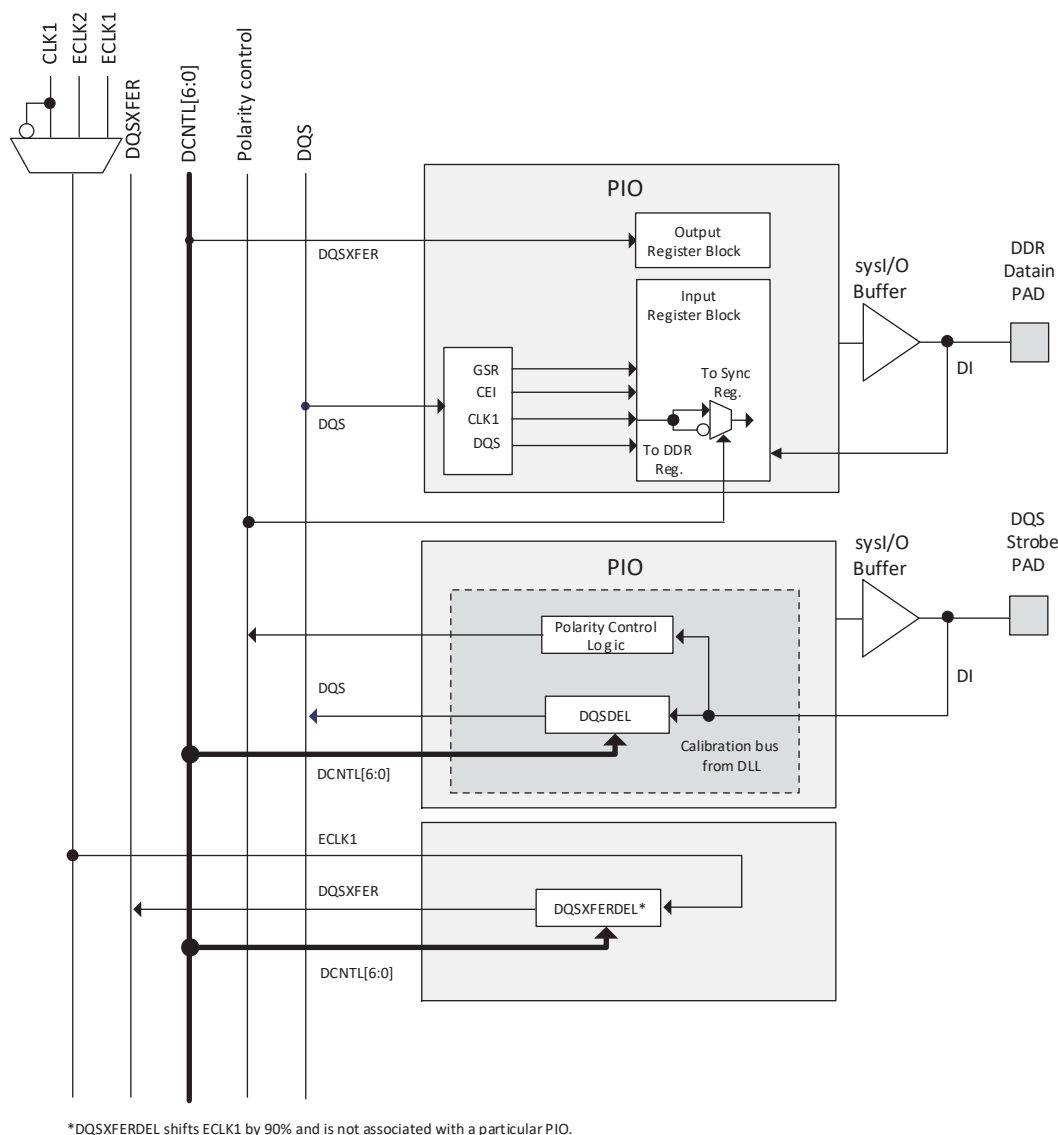 CLK1
ECLK2
ECLK1
DQSXFER
DCNTL[6:0]
Polarity control
DQS
PIO
Output
Register Block
DQSXFER
sysI/O
Buffer
DDR
Datain
PAD
Input
Register Block
GSR
CEI
CLK1
DQS
To Sync
Reg.
To DDR
Reg.
DI
DQS
PIO
sysI/O
Buffer
DQS
Strobe
PAD
Polarity Control
Logic
DI
DQS
DQSDEL
Calibration bus
from DLL
DCNTL[6:0]
ECLK1
DQSXFER
DQSXFERDEL*
DCNTL[6:0]
*DQSXFERDEL shifts ECLK1 by 90% and is not associated with a particular PIO.